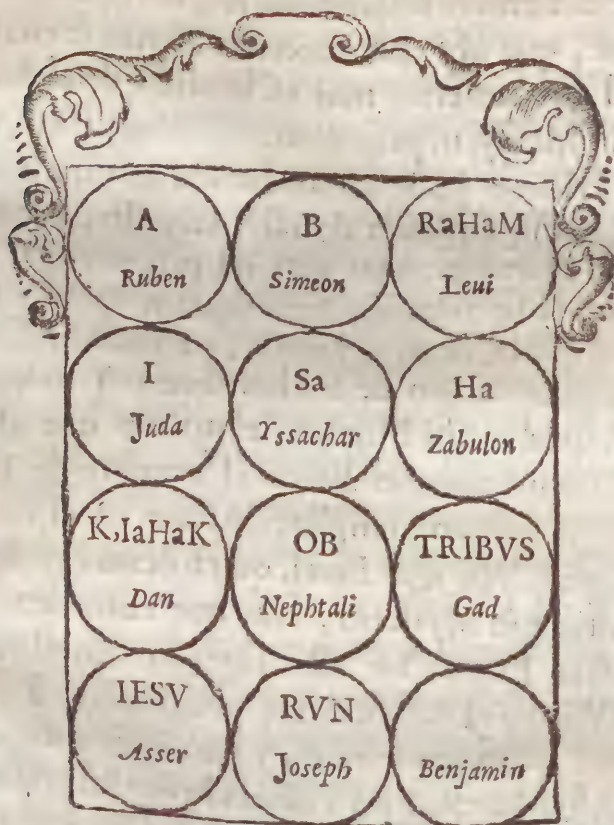 A
Ruben
B
Simeon
RaHaM
Leui
I
Juda
Sa
Yssachar
Ha
Zabulon
K,IaHaK
Dan
OB
Nephtali
TRIBVS
Gad
IESV
Asser
RVN
Joseph
Benjamin